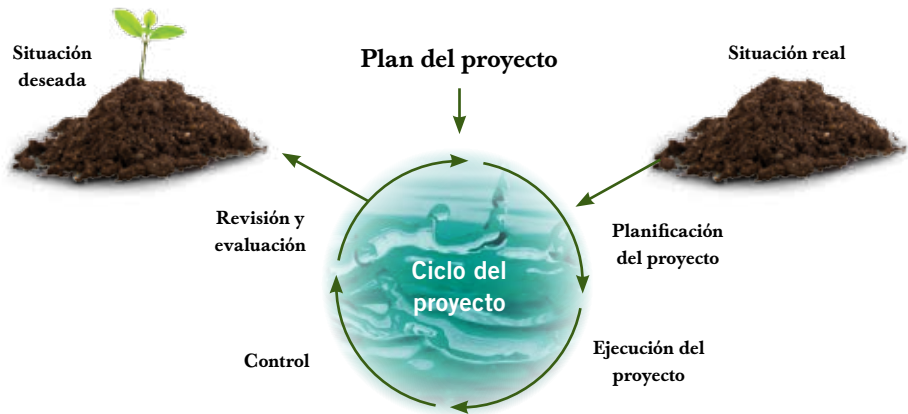 Situación
deseada
Plan del proyecto
Situación real
Revisión y
evaluación
Planificación
del proyecto
Ciclo del
proyecto
Control
Ejecución del
proyecto